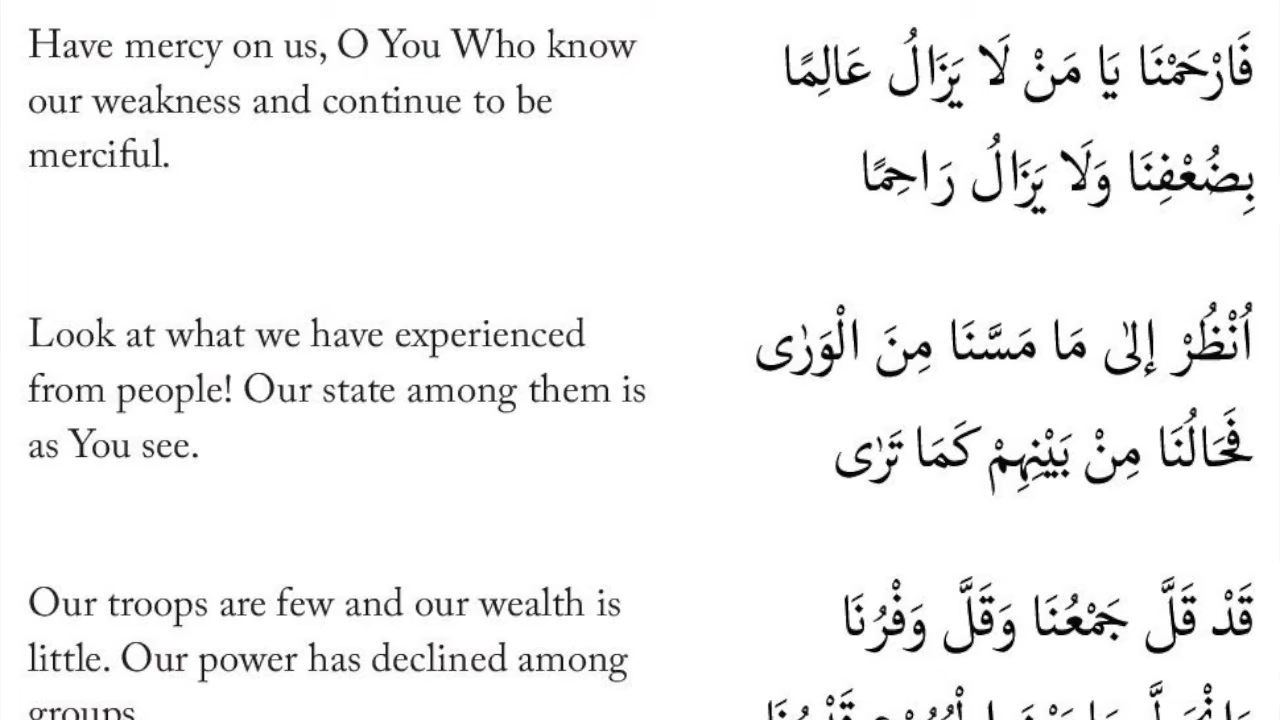 Have mercy on us, O You Who know
our weakness and continue to be
merciful.
فَارْحَمْنَا يَا مَنْ لَا يَزَالُ عَالِمًا
بِضُعْفِنَا وَلَا يَزَالُ رَاحِمًا
Look at what we have experienced
from people! Our state among them is
as You see.
اُنْظُرْ إِلىٰ مَا مَسَّنَا مِنَ الْوَرٰى
فَحَالُنَا مِنْ بَيْنِهِمْ كَمَا تَرٰى
Our troops are few and our wealth is
little. Our power has declined among
groups.
قَدْ قَلَّ جَمْعُنَا وَقَلَّ وَفْرُنَا